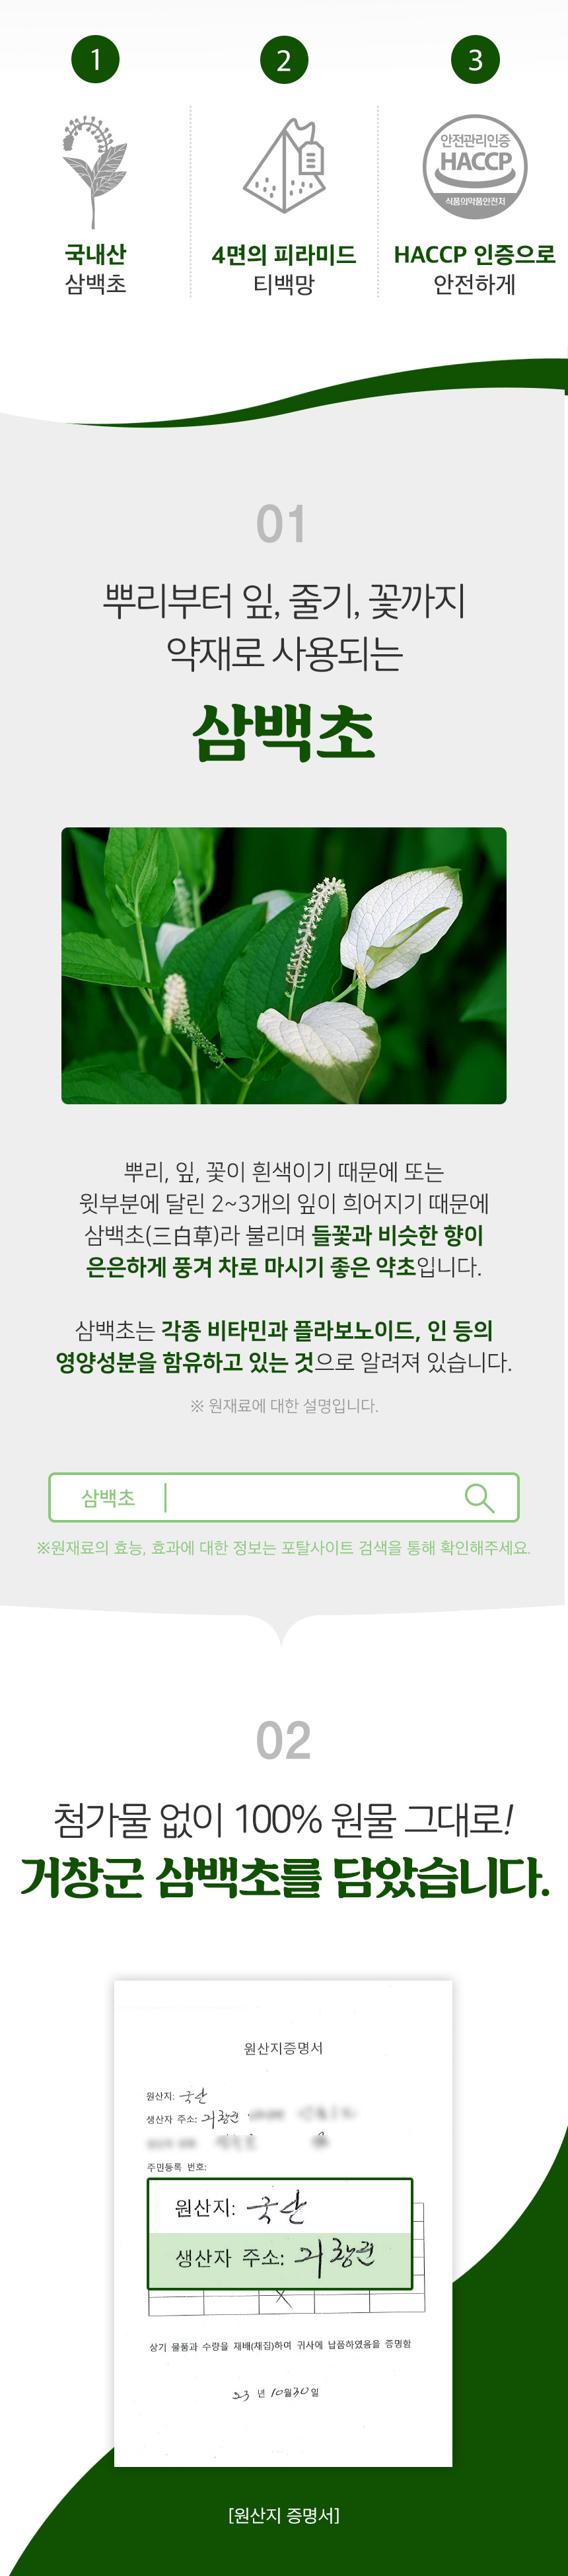 1
2
3
안전관리인증
HACCP
식품의약품안전처
국내산
삼백초
4면의 피라미드
티백망
HACCP 인증으로
안전하게
01
뿌리부터 잎, 줄기, 꽃까지
약재로 사용되는
삼백초
뿌리, 잎, 꽃이 흰색이기 때문에 또는
윗부분에 달린 2~3개의 잎이 희어지기 때문에
삼백초(三白草)라 불리며 들꽃과 비슷한 향이
은은하게 풍겨 차로 마시기 좋은 약초입니다.
삼백초는 각종 비타민과 플라보노이드, 인 등의
영양성분을 함유하고 있는 것으로 알려져 있습니다.
※ 원재료에 대한 설명입니다.
삼백초
※원재료의 효능, 효과에 대한 정보는 포탈사이트 검색을 통해 확인해주세요.
02
첨가물 없이 100% 원물 그대로!
거창군 삼백초를 담았습니다.
원산지증명서
원산지: 국산
생산자 주소: 거창군
주민등록 번호:
원산지: 국산
생산자 주소: 거창군
상기 물품과 수량을 재배(채집)하여 귀사에 납품하였음을 증명함
23 년 10월 30일
[원산지 증명서]